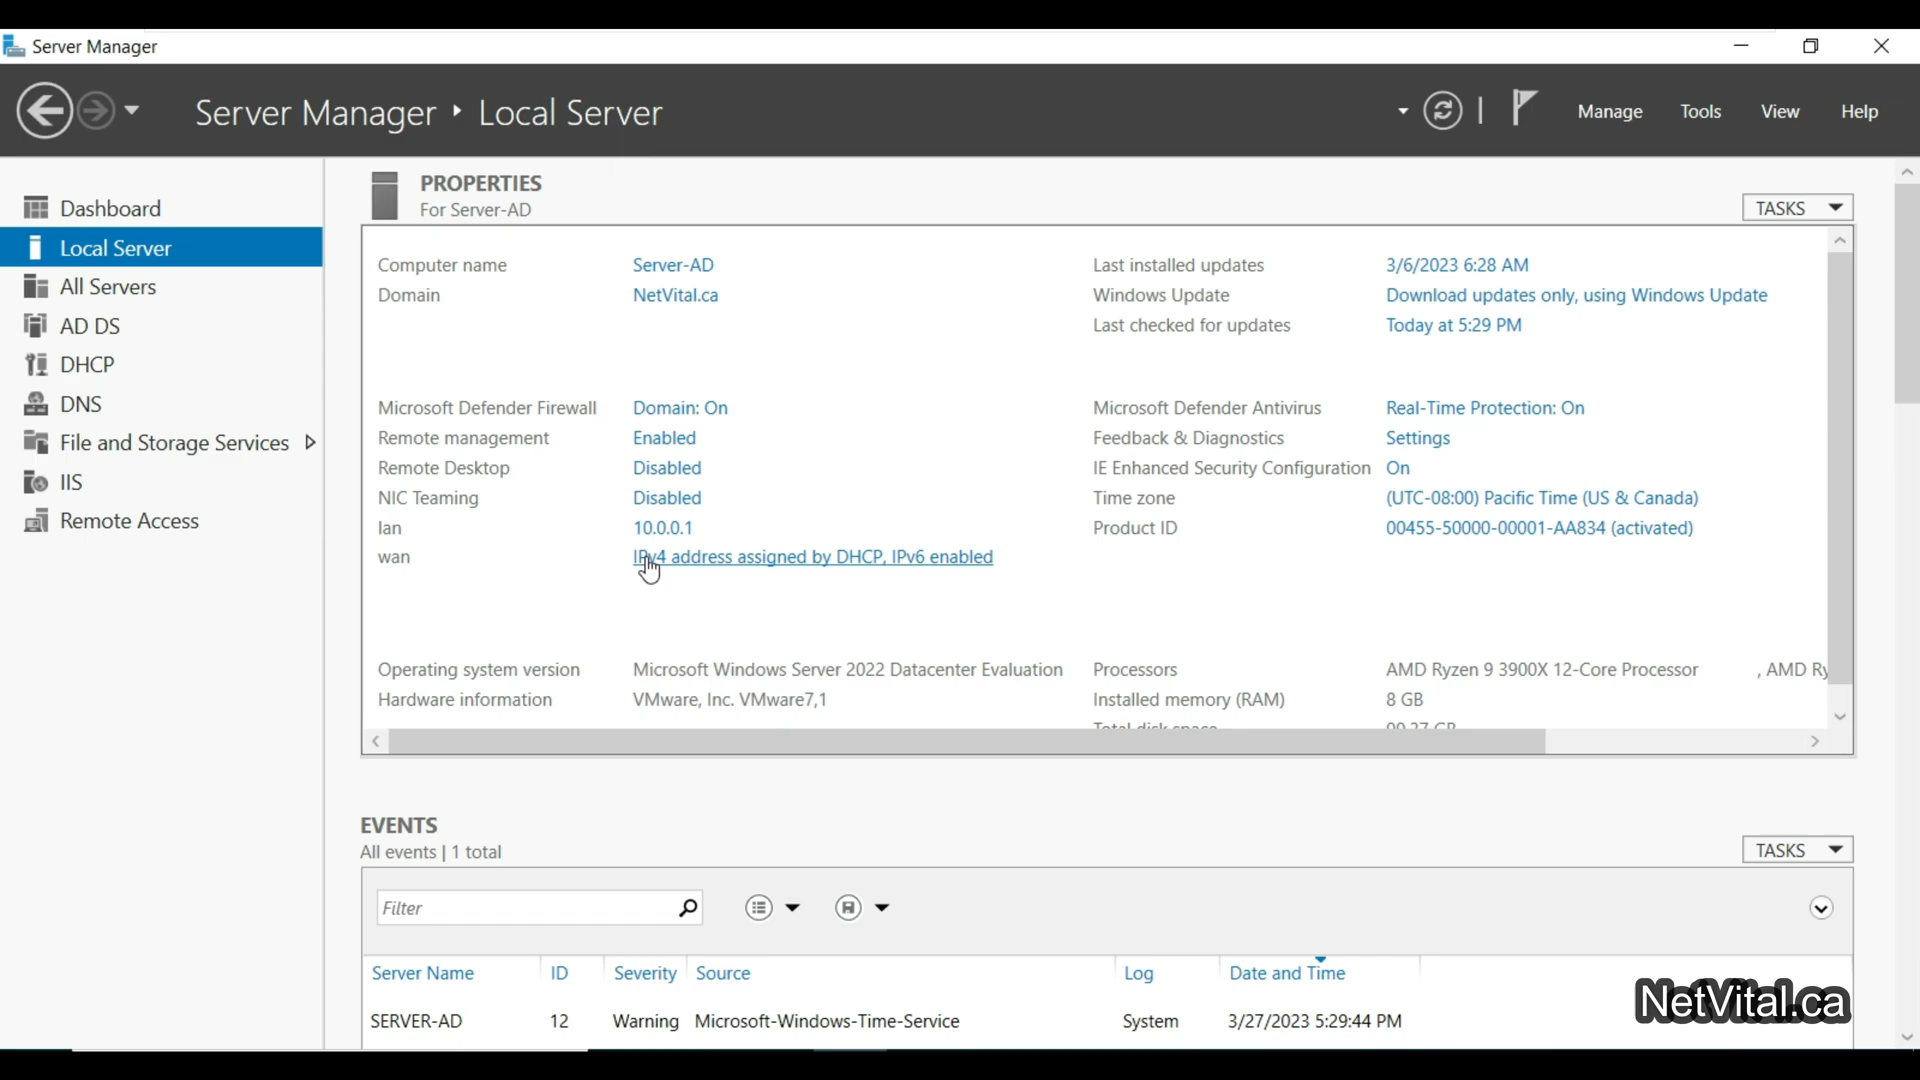 Server Manager
Server Manager ‣ Local Server
Manage Tools View Help
Dashboard
Local Server
All Servers
AD DS
DHCP
DNS
File and Storage Services
IIS
Remote Access
PROPERTIES
For Server-AD
TASKS
Computer name Server-AD
Domain NetVital.ca
Last installed updates 3/6/2023 6:28 AM
Windows Update Download updates only, using Windows Update
Last checked for updates Today at 5:29 PM
Microsoft Defender Firewall Domain: On
Remote management Enabled
Remote Desktop Disabled
NIC Teaming Disabled
lan 10.0.0.1
wan IPv4 address assigned by DHCP, IPv6 enabled
Microsoft Defender Antivirus Real-Time Protection: On
Feedback & Diagnostics Settings
IE Enhanced Security Configuration On
Time zone (UTC-08:00) Pacific Time (US & Canada)
Product ID 00455-50000-00001-AA834 (activated)
Operating system version Microsoft Windows Server 2022 Datacenter Evaluation
Hardware information VMware, Inc. VMware7,1
Processors AMD Ryzen 9 3900X 12-Core Processor , AMD Ry
Installed memory (RAM) 8 GB
Total disk space
EVENTS
All events | 1 total
TASKS
Filter
Server Name ID Severity Source Log Date and Time
SERVER-AD 12 Warning Microsoft-Windows-Time-Service System 3/27/2023 5:29:44 PM
NetVital.ca